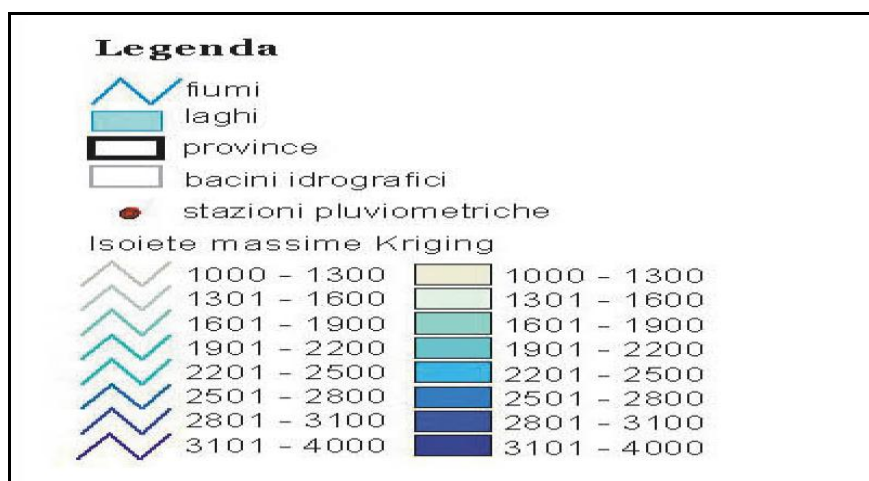 Legenda
fiumi
laghi
province
bacini idrografici
stazioni pluviometriche
Isoiete massime Kriging
1000 - 1300 1000 - 1300
1301 - 1600 1301 - 1600
1601 - 1900 1601 - 1900
1901 - 2200 1901 - 2200
2201 - 2500 2201 - 2500
2501 - 2800 2501 - 2800
2801 - 3100 2801 - 3100
3101 - 4000 3101 - 4000